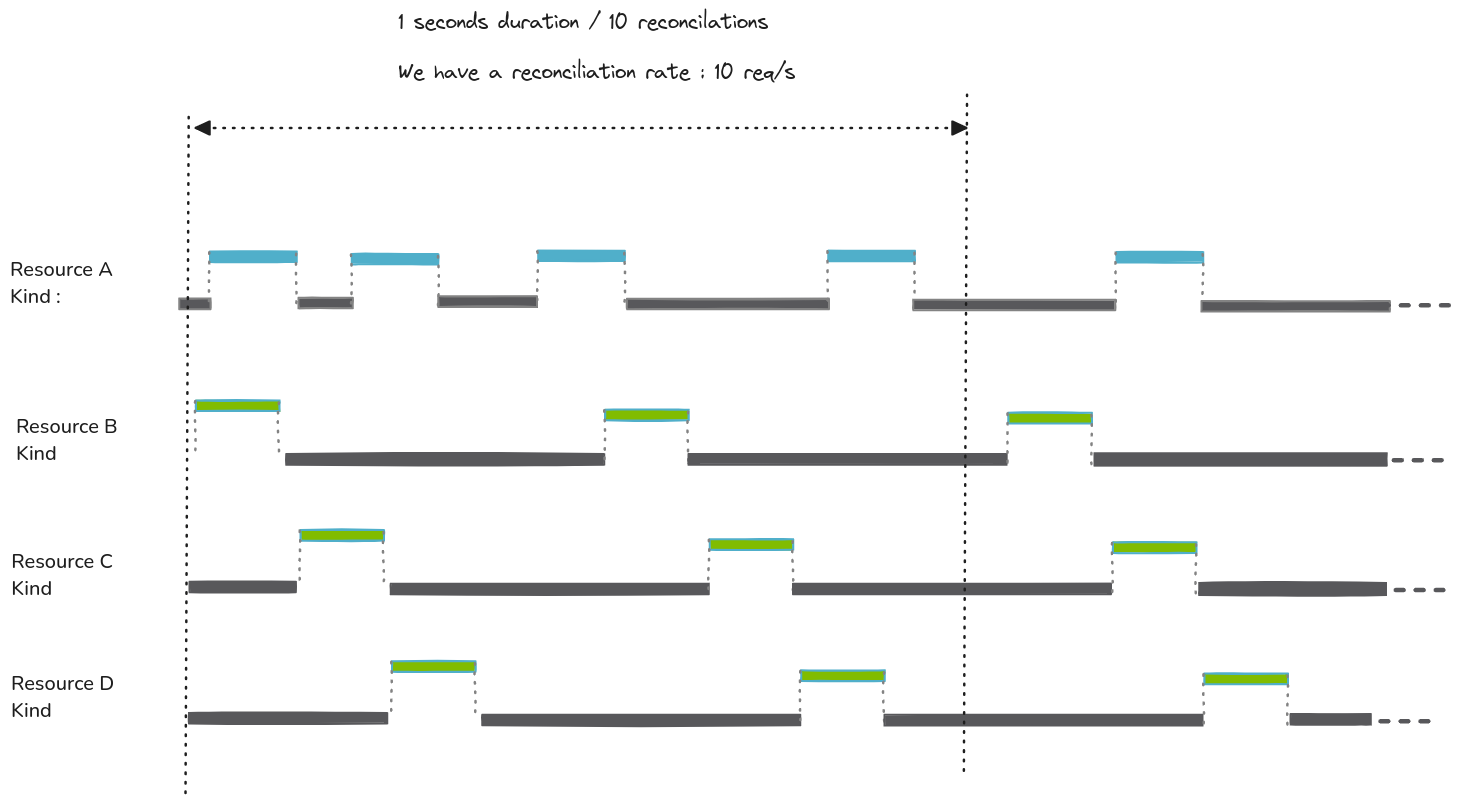 1 seconds duration / 10 reconcilations
We have a reconciliation rate : 10 req/s
Resource A
Kind :
Resource B
Kind
Resource C
Kind
Resource D
Kind